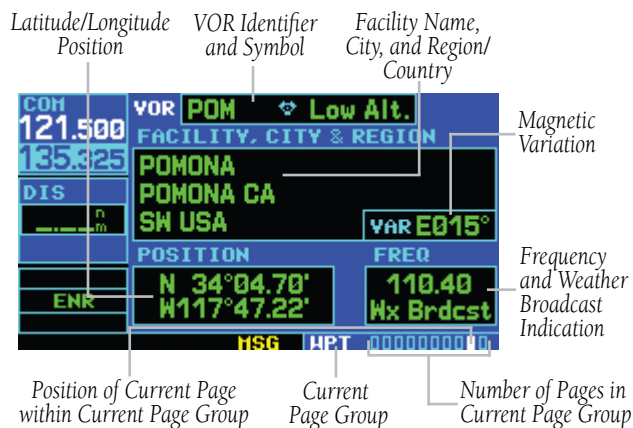 Latitude/Longitude
Position
VOR Identifier
and Symbol
Facility Name,
City, and Region/
Country
COM
121.500
135.325
VOR POM Low Alt.
FACILITY, CITY & REGION
POMONA
POMONA CA
SW USA
VAR E015°
Magnetic
Variation
DIS
__.__nm
POSITION
N 34°04.70'
W117°47.22'
FREQ
110.40
Wx Brdcst
Frequency
and Weather
Broadcast
Indication
ENR
MSG WPT
Position of Current Page
within Current Page Group
Current
Page Group
Number of Pages in
Current Page Group